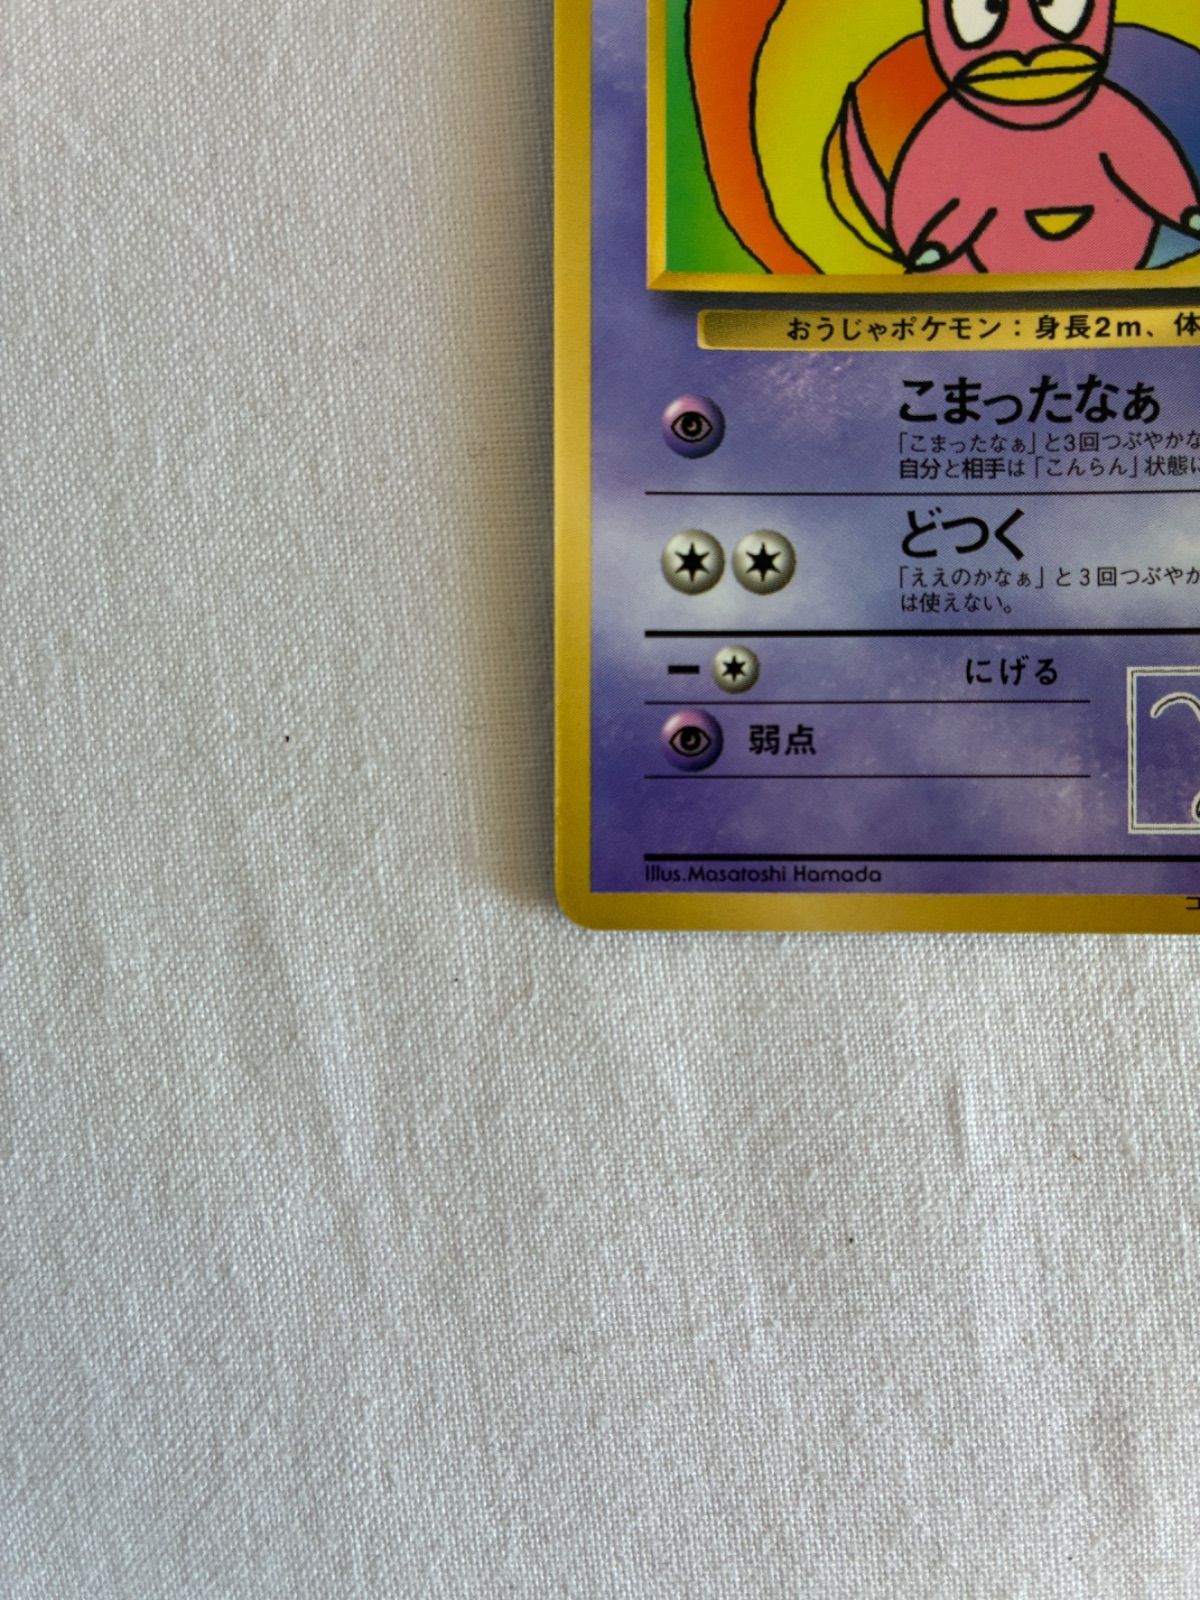 おうじゃポケモン：身長2m、体
こまったなぁ
「こまったなぁ」と3回つぶやかな
自分と相手は「こんらん」状態に
どつく
「ええのかなぁ」と3回つぶやか
は使えない。
ー にげる
弱点
Illus.Masatoshi Hamada
コ